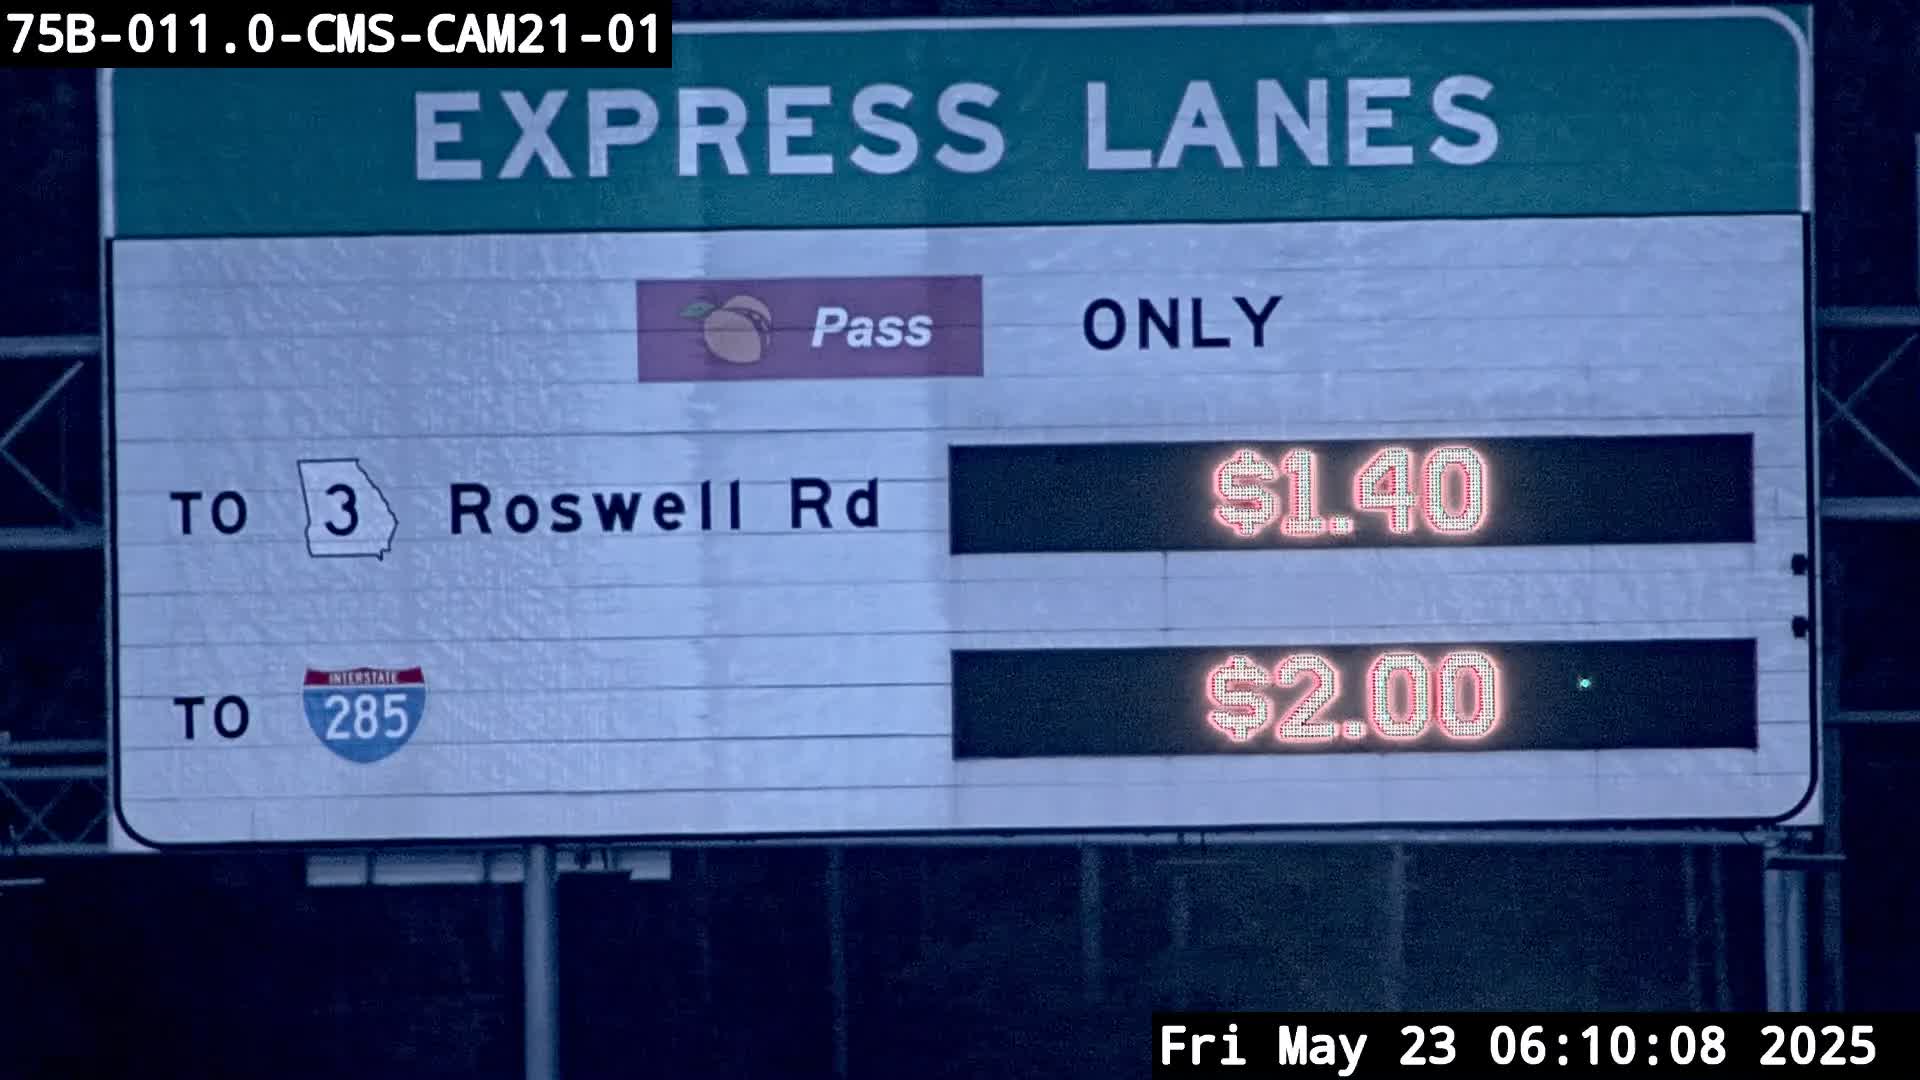 75B-011.0-CMS-CAM21-01
EXPRESS LANES
Pass ONLY
TO 3 Roswell Rd $1.40
INTERSTATE
TO 285 $2.00
Fri May 23 06:10:08 2025